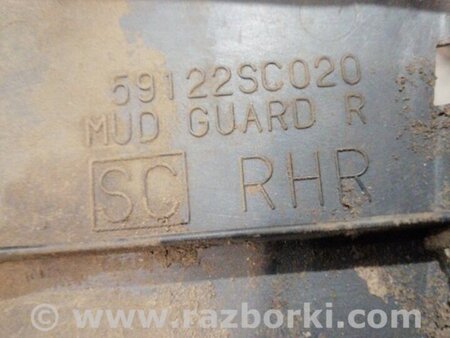 59122SC020
MUD GUARD R
SC RHR
www.razborki.com